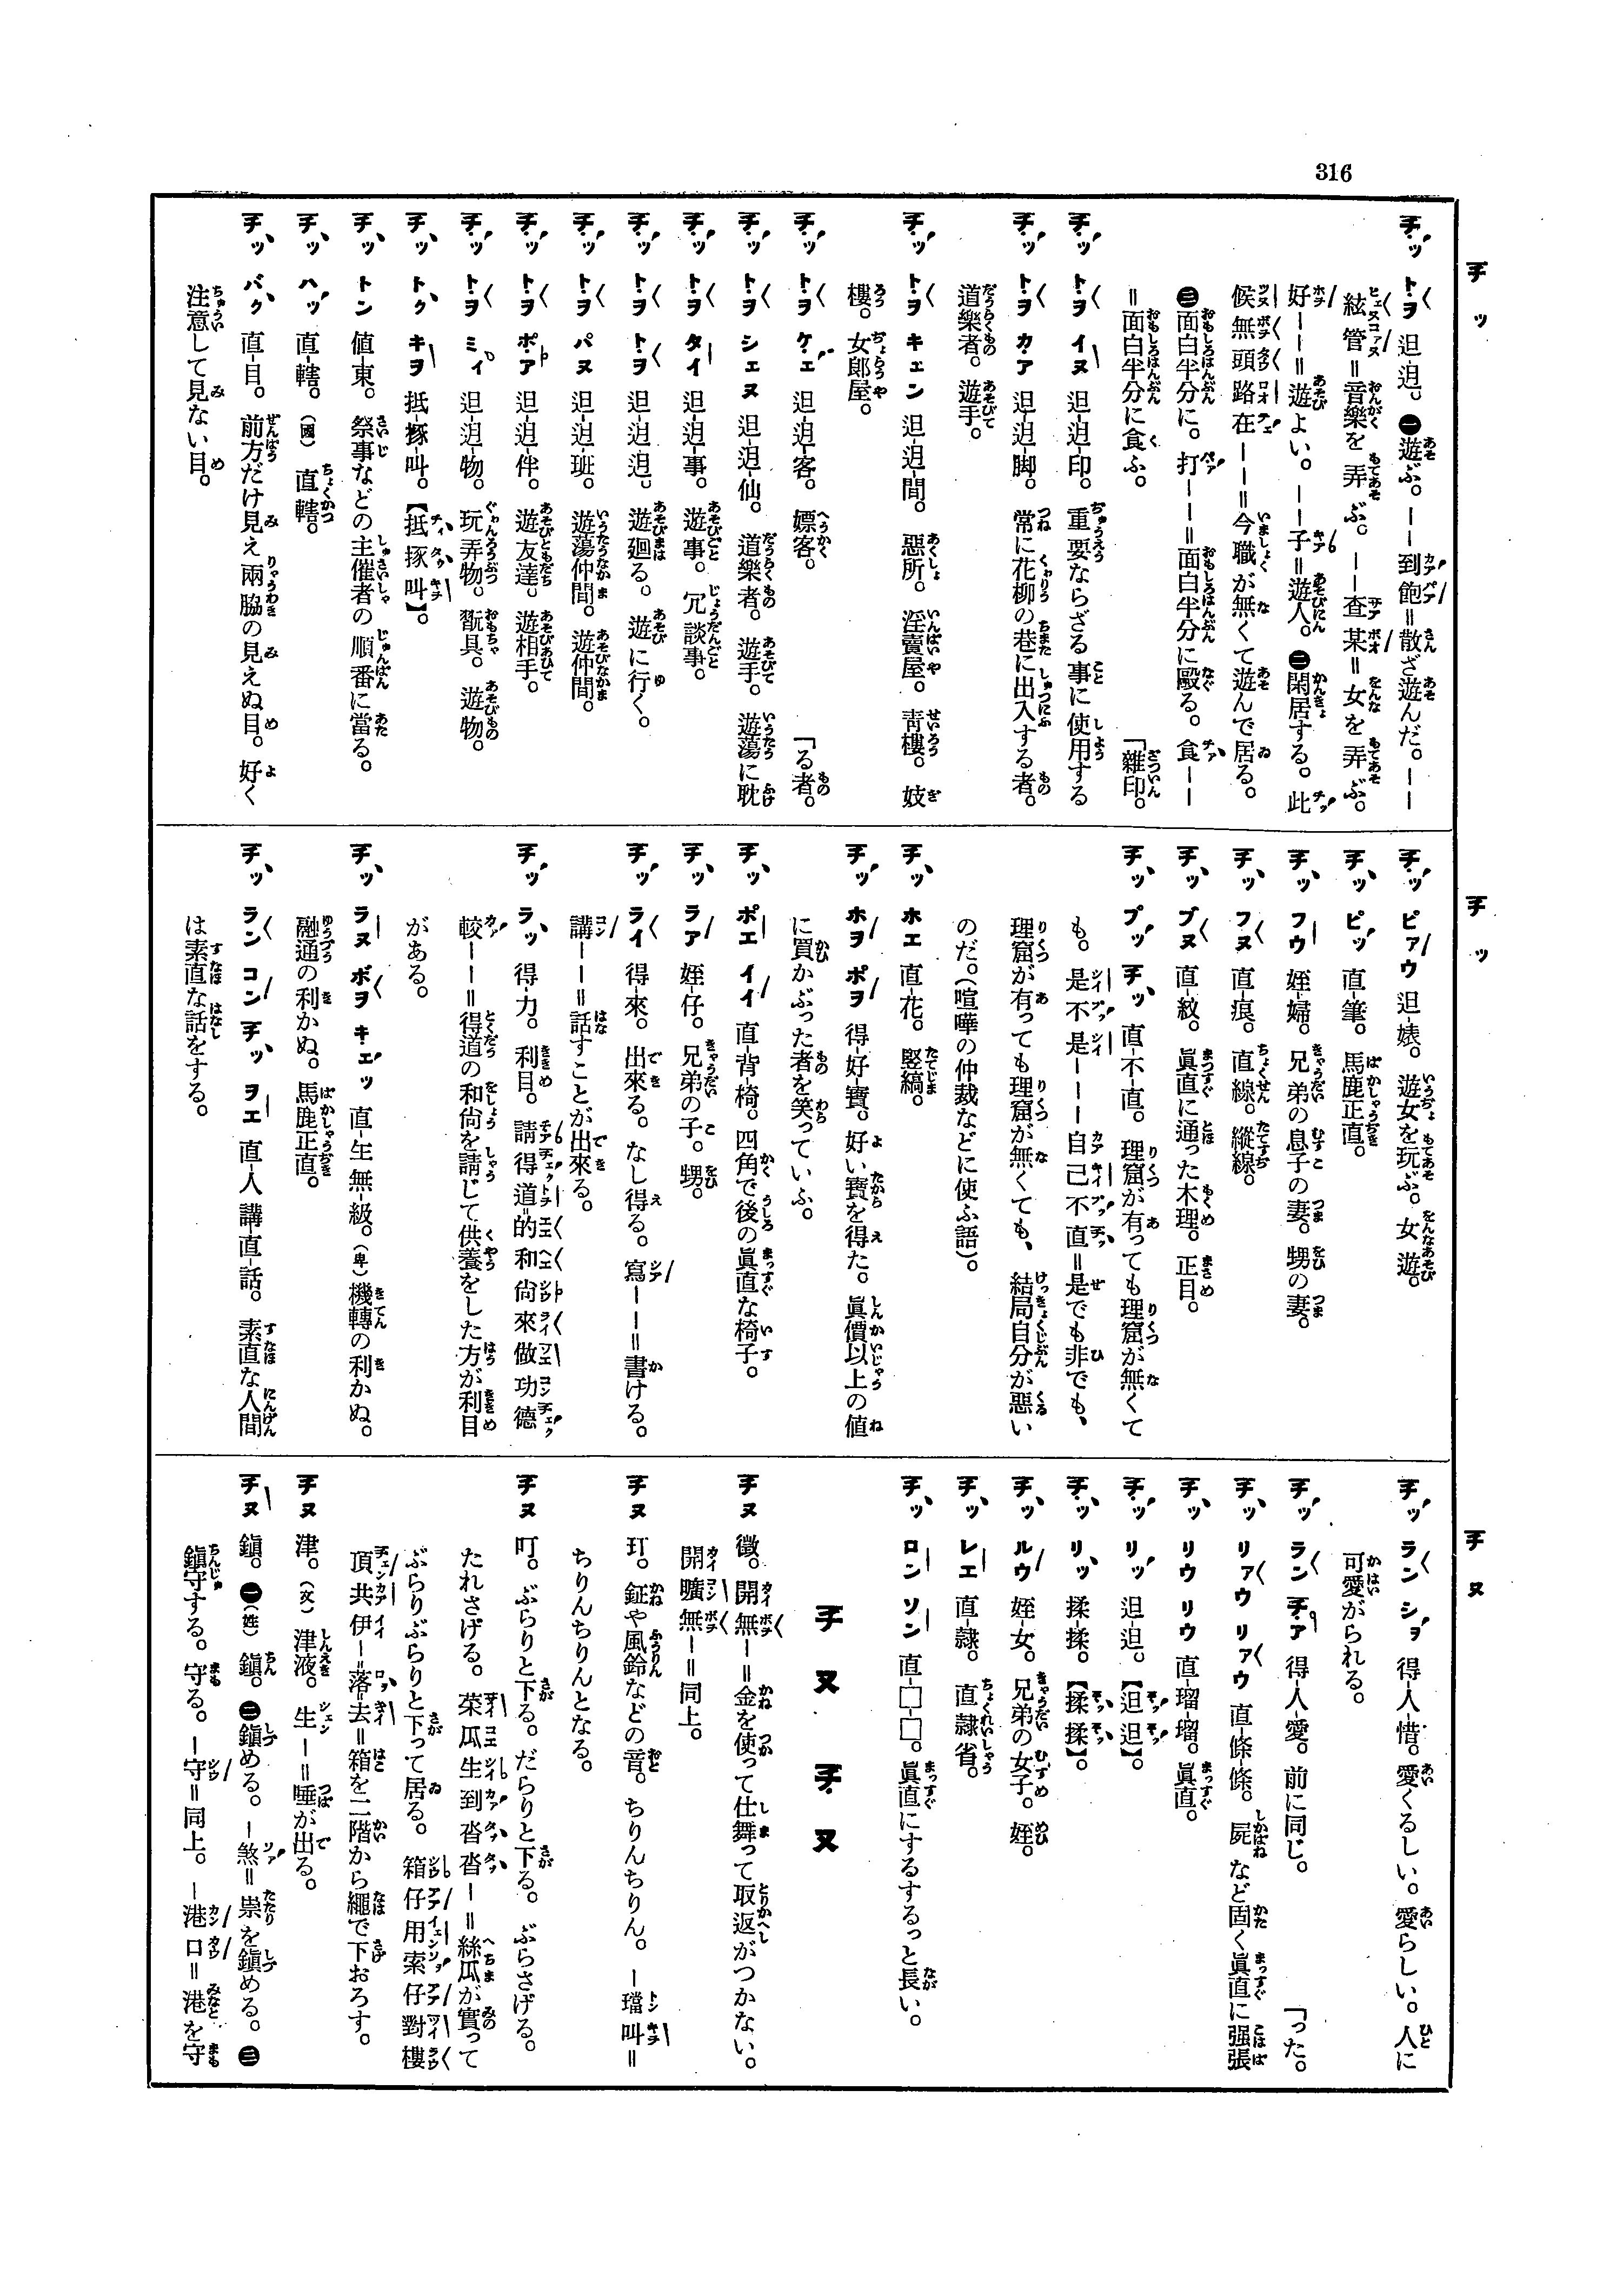 316
チッ
チッ
チヌ
チッ トヲ 𨑨-迌。㊀遊ぶ。——到飽=散ざ遊んだ。——
絃管=音樂を弄ぶ。——查某=女を弄ぶ。
好——=遊よい。——子=遊人。㊁閑居する。此
候無頭路在——=今職が無くて遊んで居る。
㊂面白半分に。打——=面白半分に毆る。食——
=面白半分に食ふ。 「雜印。
チッ トヲ イヌ 𨑨-迌-印。重要ならざる事に使用する
チッ トヲ カア 𨑨-迌-脚。常に花柳の巷に出入する者。
道樂者。遊手。
チッ トヲ キェン 𨑨-迌-間。惡所。淫賣屋。靑樓。妓
樓。女郞屋。
チッ トヲ ケェ 𨑨-迌-客。嫖客。 「る者。
チッ トヲ シェヌ 𨑨-迌-仙。道樂者。遊手。遊蕩に耽
チッ トヲ タイ 𨑨-迌-事。遊事。冗談事。
チッ トヲ トヲ 𨑨-迌-迌。遊廻る。遊びに行く。
チッ トヲ パヌ 𨑨-迌-班。遊蕩仲間。遊仲間。
チッ トヲ ポア 𨑨-迌-伴。遊友達。遊相手。
チッ トヲ ミィ 𨑨-迌-物。玩弄物。翫具。遊物。
チッ トク キヲ 抵-㧻-叫。【抵㧻叫】。
チッ トン 値-東。祭事などの主催者の順番に當る。
チッ ハッ 直-轄。(國) 直轄。
チッ バク 直-目。前方だけ見え兩脇の見えぬ目。好く
注意して見ない目。
チッ ピァウ 𨑨-婊。遊女を玩ぶ。女遊。
チッ ピッ 直-筆。馬鹿正直。
チッ フウ 姪-婦。兄弟の息子の妻。甥の妻。
チッ フヌ 直-痕。直線。縱線。
チッ ブヌ 直-紋。眞直に通った木理。正目。
チッ プッ チッ 直-不-直。理窟が有っても理窟が無くて
も。是不是———自己不直=是でも非でも、
理窟が有っても理窟が無くても、結局自分が惡い
のだ。(喧嘩の仲裁などに使ふ語)。
チッ ホエ 直-花。竪縞。
チッ ホヲ ポヲ 得-好-寶。好い寶を得た。眞價以上の値
に買かぶった者を笑っていふ。
チッ ポエ イイ 直-背-椅。四角で後の眞直な椅子。
チッ ラア 姪-仔。兄弟の子。甥。
チッ ライ 得-來。出來る。なし得る。寫——=書ける。
講——=話すことが出來る。
チッ ラッ 得-力。利目。請得道的和尙來做功德
較——=得道の和尙を請じて供養をした方が利目
がある。
チッ ラヌ ボヲ キェッ 直-生 無-級。(卑)機轉の利かぬ。
融通の利かぬ。馬鹿正直。
チッ ラン コン チッ ヲエ 直-人 講-直-話。素直な人間
は素直な話をする。
チッ ラン シヲ 得-人-惜。愛くるしい。愛らしい。人に
可愛がられる。
チッ ラン チア 得-人-愛。前に同じ。 「った。
チッ リァウ リァウ 直-條-條。屍など固く眞直に强張
チッ リウ リウ 直-瑠-瑠。眞直。
チッ リッ 𨑨-𨑨。【𨑨𨑨】。
チッ リッ 揉-揉。【揉揉】。
チッ ルウ 姪-女。兄弟の女子。姪。
チッ レエ 直-隷。直隷省。
チッ ロン ソン 直-□-□。眞直にするするっと長い。
チヌ チヌ
チヌ 徵。開無—=金を使って仕舞って取返がつかない。
開曠無—=同上。
チヌ 玎。鉦や風鈴などの音。ちりんちりん。—璫叫=
ちりんちりんとなる。
チヌ 叮。ぶらりと下る。だらりと下る。ぶらさげる。
たれさげる。菜瓜生到沓沓—=絲瓜が實って
ぶらりぶらりと下って居る。箱仔用索仔對樓
頂共伊—落去=箱を二階から繩で下おろす。
チヌ 津。(文) 津液。生—=唾が出る。
チヌ 鎭。㊀(姓)鎭。㊁鎭める。—煞=祟を鎭める。㊂
鎭守する。守る。—守=同上。—港口=港を守